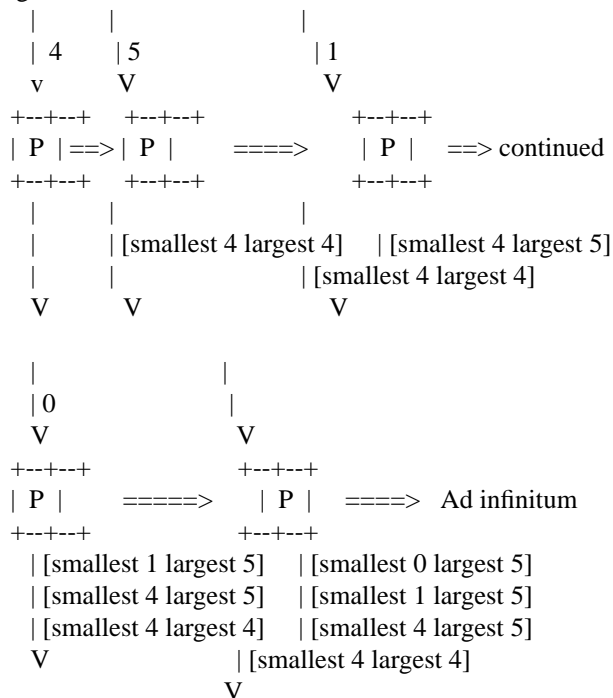 |            |                             |
| 4        | 5                          | 1
v           V                            V
+--+--+     +--+--+                      +--+--+
| P | ==> | P |       ====>        | P |   ==> continued
+--+--+     +--+--+                      +--+--+
|           |                             |
|           | [smallest 4 largest 4]     | [smallest 4 largest 5]
|           |                             | [smallest 4 largest 4]
V           V                             V
|                            |
| 0                          |
V                            V
+--+--+                      +--+--+
| P |       =====>       | P |     ====>   Ad infinitum
+--+--+                      +--+--+
| [smallest 1 largest 5]     | [smallest 0 largest 5]
| [smallest 4 largest 5]     | [smallest 1 largest 5]
| [smallest 4 largest 4]     | [smallest 4 largest 5]
V                            | [smallest 4 largest 4]
V